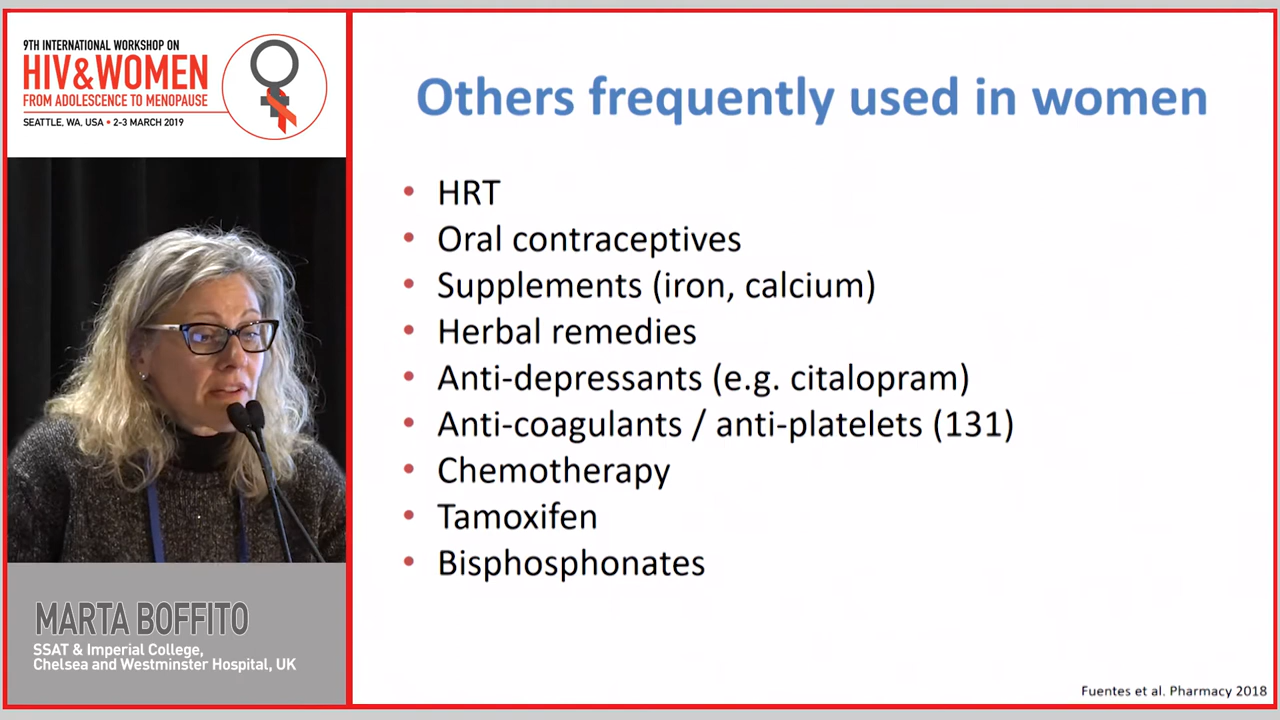 9TH INTERNATIONAL WORKSHOP ON
HIV&WOMEN
FROM ADOLESCENCE TO MENOPAUSE
SEATTLE, WA, USA • 2-3 MARCH 2019
Others frequently used in women
• HRT
• Oral contraceptives
• Supplements (iron, calcium)
• Herbal remedies
• Anti-depressants (e.g. citalopram)
• Anti-coagulants / anti-platelets (131)
• Chemotherapy
• Tamoxifen
• Bisphosphonates
MARTA BOFFITO
SSAT & Imperial College,
Chelsea and Westminster Hospital, UK
Fuentes et al. Pharmacy 2018